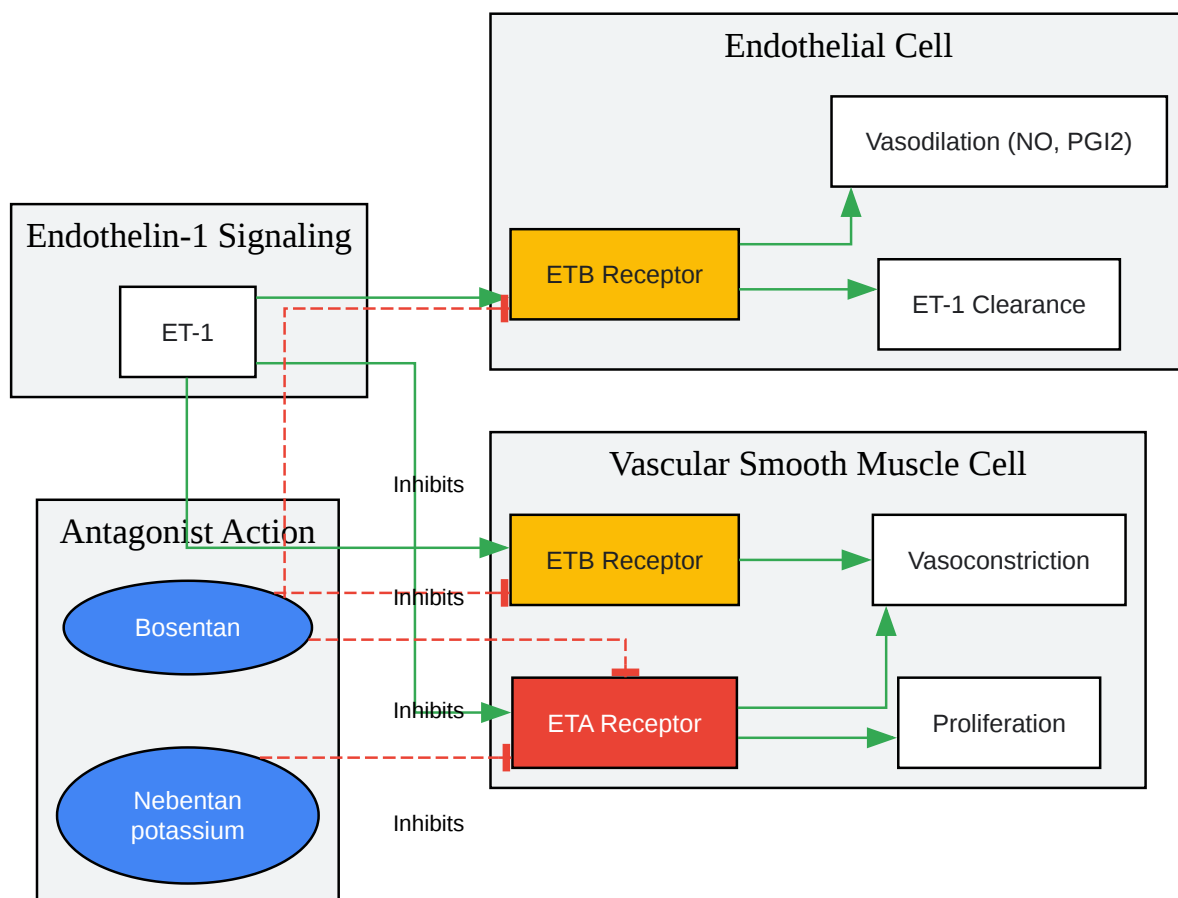 Endothelial Cell
Vasodilation (NO, PGI2)
Endothelin-1 Signaling
ETB Receptor
ET-1 Clearance
ET-1
Vascular Smooth Muscle Cell
Inhibits
Antagonist Action
ETB Receptor
Vasoconstriction
Inhibits
Bosentan
Inhibits
ETA Receptor
Proliferation
Nebentan
potassium
Inhibits